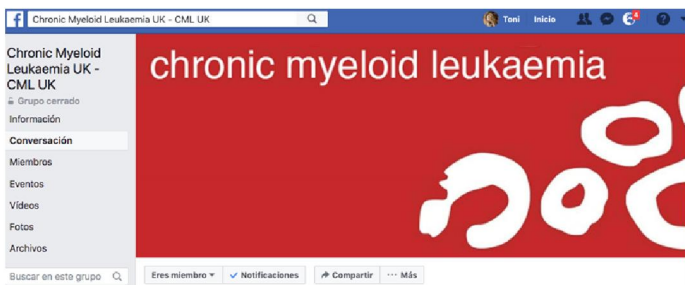 Chronic Myeloid Leukaemia UK - CML UK
Toni Inicio
Chronic Myeloid
Leukaemia UK -
CML UK
Grupo cerrado
Información
Conversación
Miembros
Eventos
Vídeos
Fotos
Archivos
Buscar en este grupo
chronic myeloid leukaemia
Eres miembro Notificaciones Compartir Más